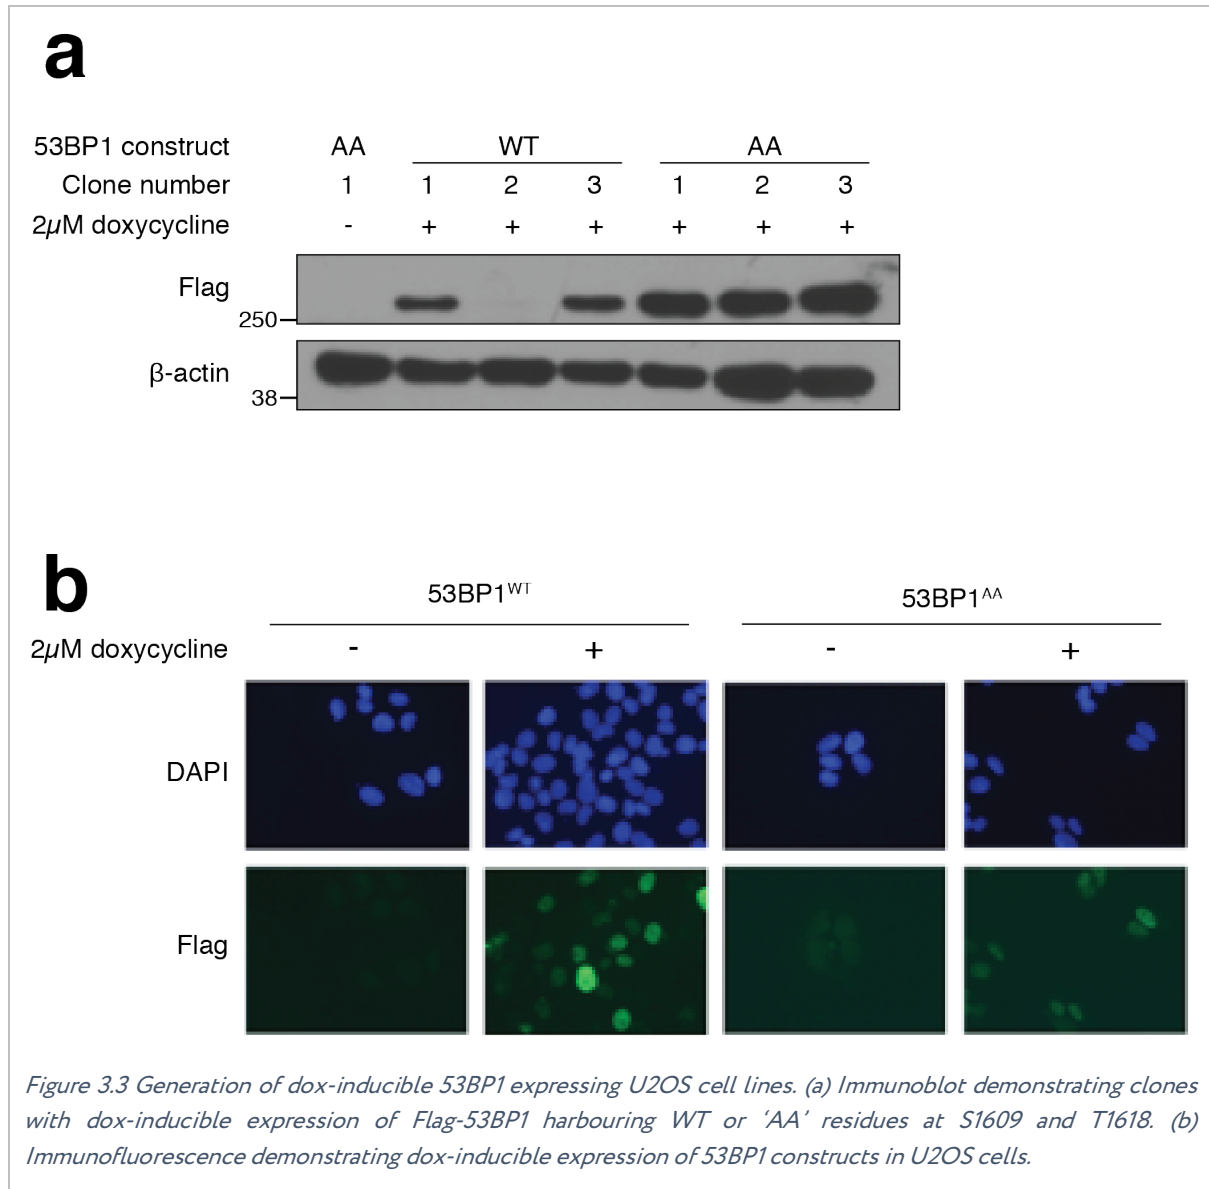 a
53BP1 construct AA WT AA
Clone number 1 1 2 3 1 2 3
2µM doxycycline - + + + + + +
Flag
250
β-actin
38
b
53BP1WT 53BP1AA
2µM doxycycline - + - +
DAPI
Flag
Figure 3.3 Generation of dox-inducible 53BP1 expressing U2OS cell lines. (a) Immunoblot demonstrating clones
with dox-inducible expression of Flag-53BP1 harbouring WT or ‘AA’ residues at S1609 and T1618. (b)
Immunofluorescence demonstrating dox-inducible expression of 53BP1 constructs in U2OS cells.